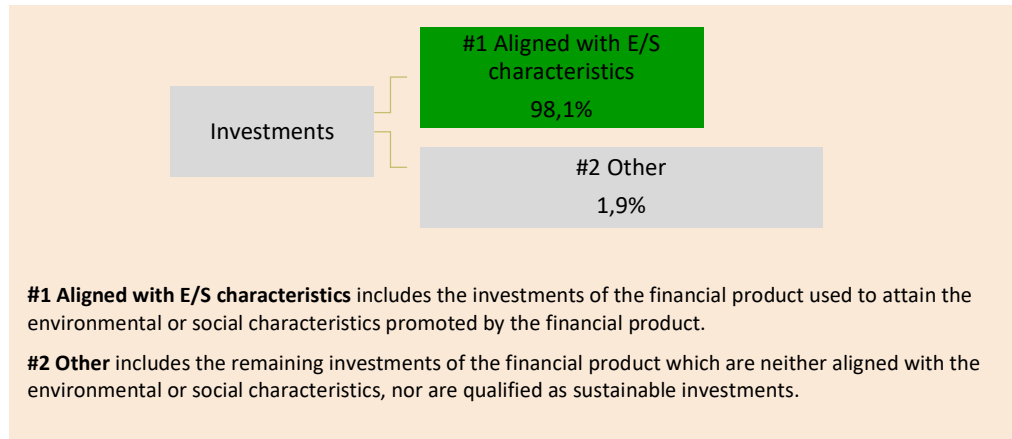 #1 Aligned with E/S
characteristics
98,1%
Investments
#2 Other
1,9%
#1 Aligned with E/S characteristics includes the investments of the financial product used to attain the
environmental or social characteristics promoted by the financial product.
#2 Other includes the remaining investments of the financial product which are neither aligned with the
environmental or social characteristics, nor are qualified as sustainable investments.